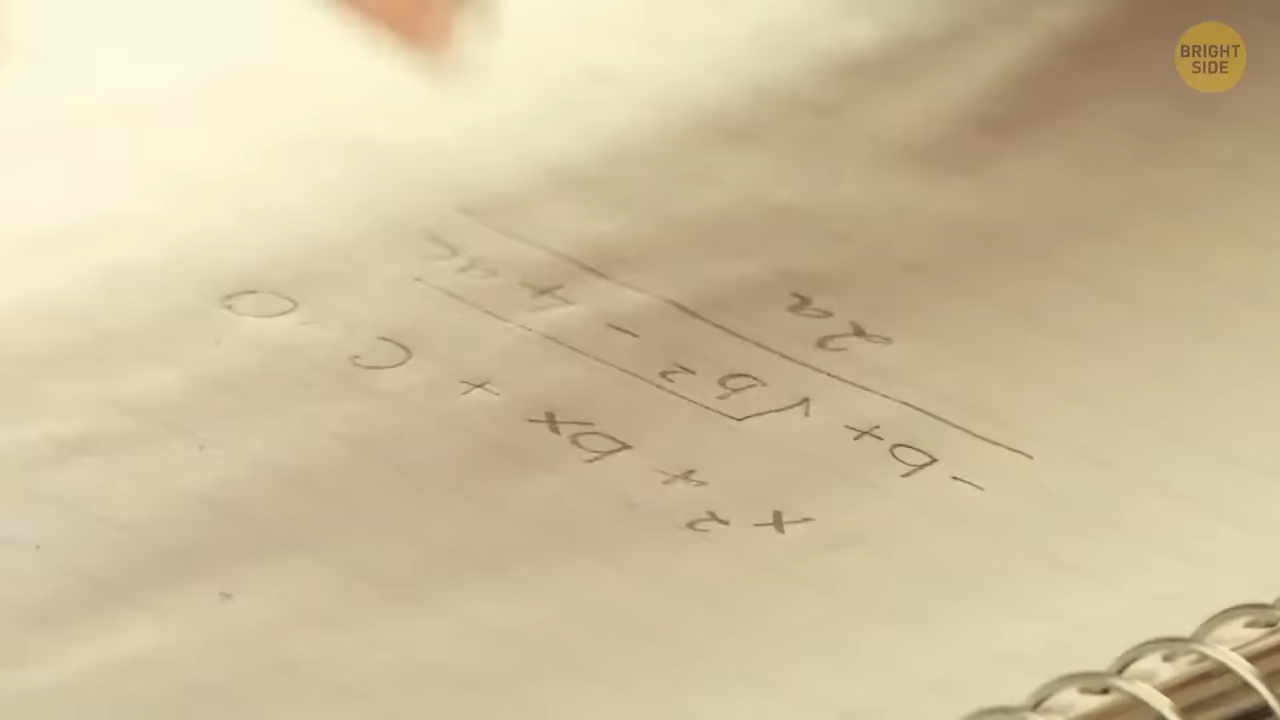 x² + bx + c = 0
-b + √b² - 4ac
2a
BRIGHT
SIDE